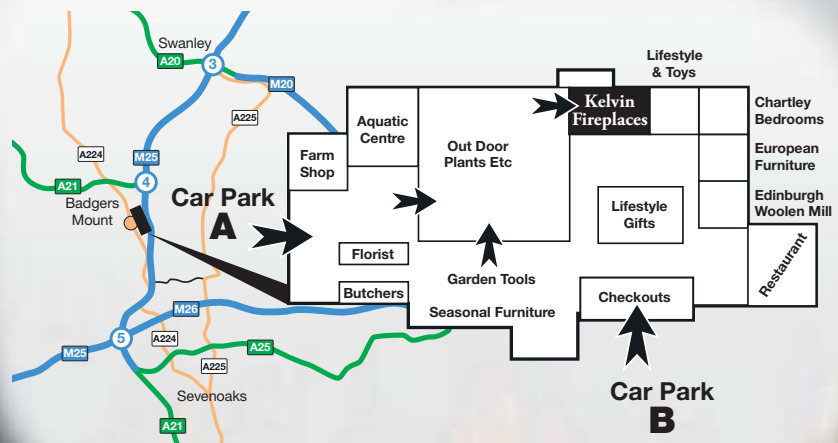 Swanley
A20
3
M20
A225
A224
M25
4
A21
Badgers
Mount
M26
5
M25
A224
A225
A25
Sevenoaks
A21
Car Park
A
Farm
Shop
Aquatic
Centre
Out Door
Plants Etc
Kelvin
Fireplaces
Lifestyle
& Toys
Chartley
Bedrooms
European
Furniture
Edinburgh
Woolen Mill
Lifestyle
Gifts
Restaurant
Florist
Butchers
Garden Tools
Seasonal Furniture
Checkouts
Car Park
B